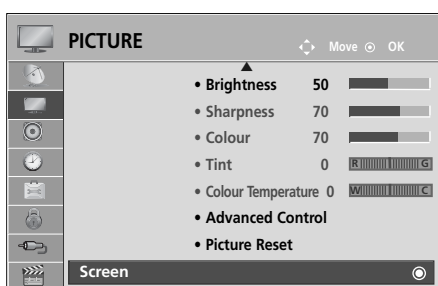 PICTURE Move OK
• Brightness 50
• Sharpness 70
• Colour 70
• Tint 0 R G
• Colour Temperature 0 W C
• Advanced Control
• Picture Reset
Screen